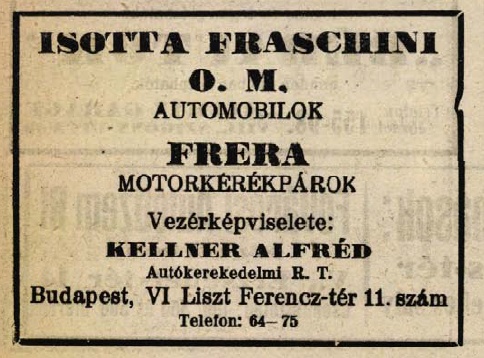 ISOTTA FRASCHINI
O. M.
AUTOMOBILOK
FRERA
MOTORKERÉKPÁROK
Vezérképviselete:
KELLNER ALFRÉD
Autókerekedelmi R. T.
Budapest, VI Liszt Ferencz-tér 11. szám
Telefon: 64—75